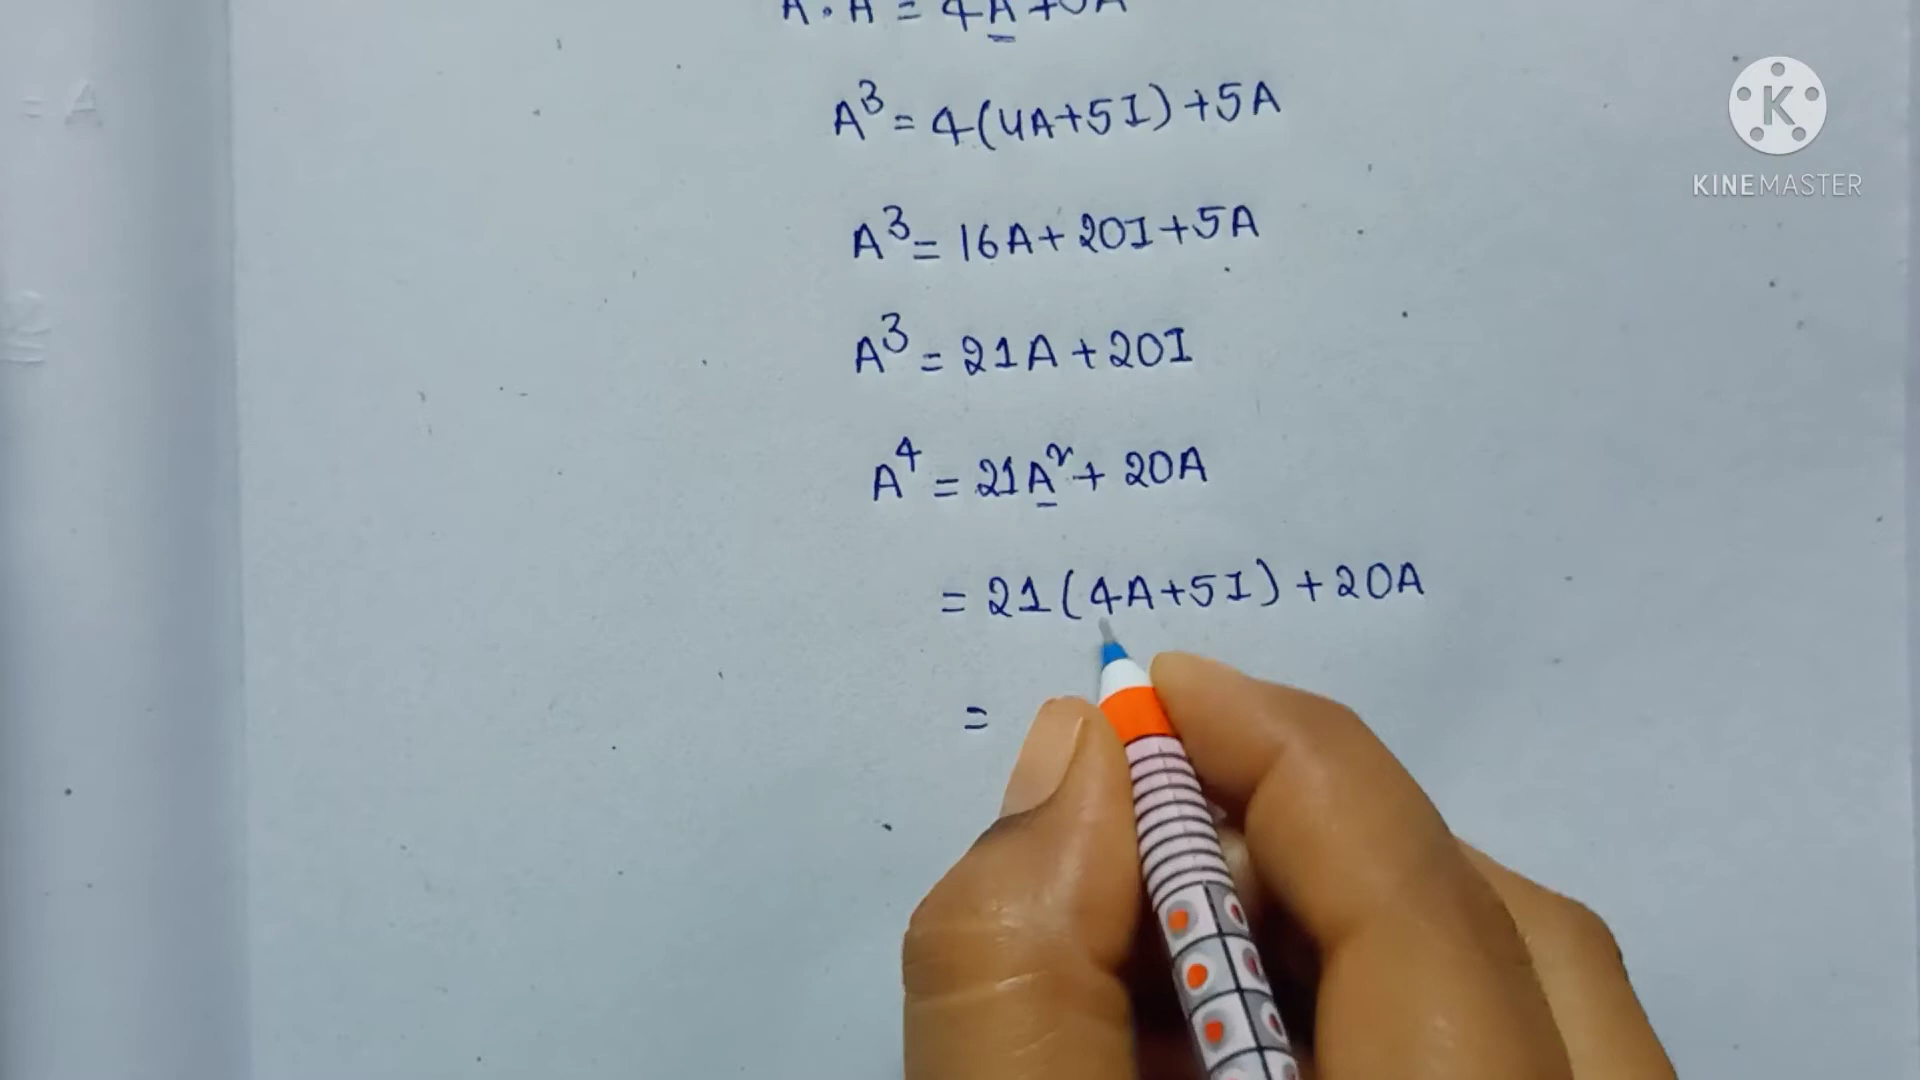 A³ = 4(4A+5I)+5A
A³ = 16A+20I+5A
A³ = 21A+20I
A⁴ = 21A²+20A
= 21(4A+5I)+20A
=
= A
K
KINEMASTER